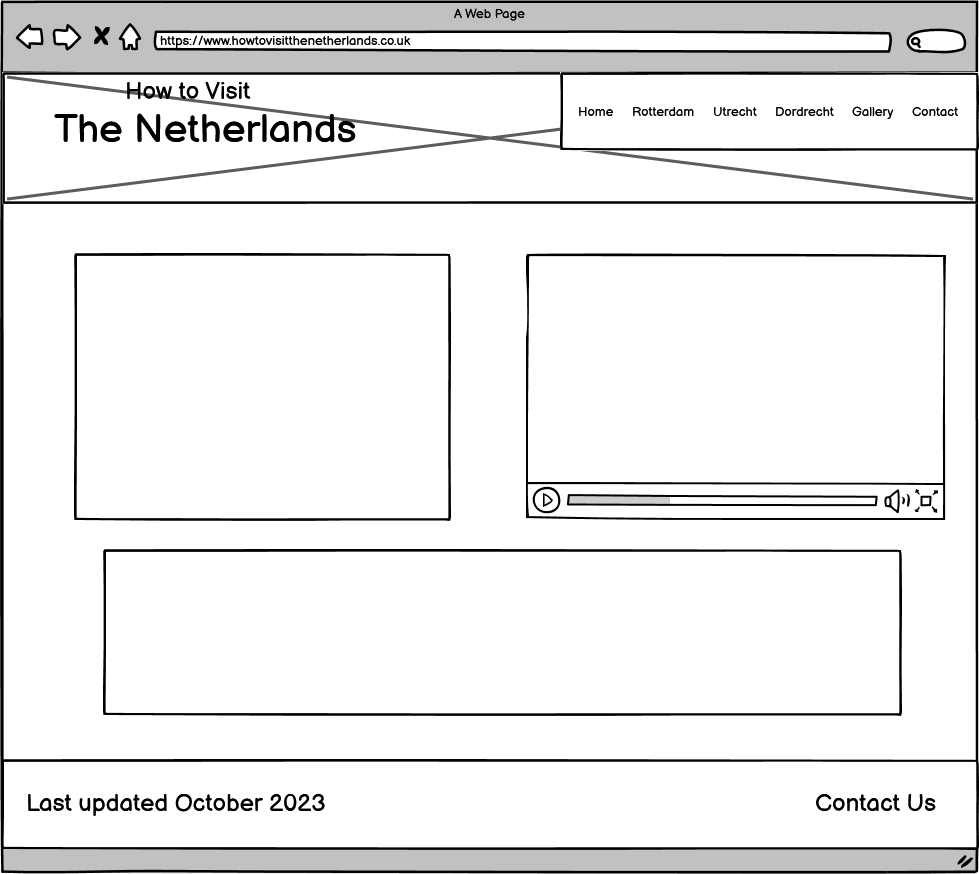 A Web Page
https://www.howtovisitthenetherlands.co.uk
How to Visit
The Netherlands
Home Rotterdam Utrecht Dordrecht Gallery Contact
Last updated October 2023 Contact Us